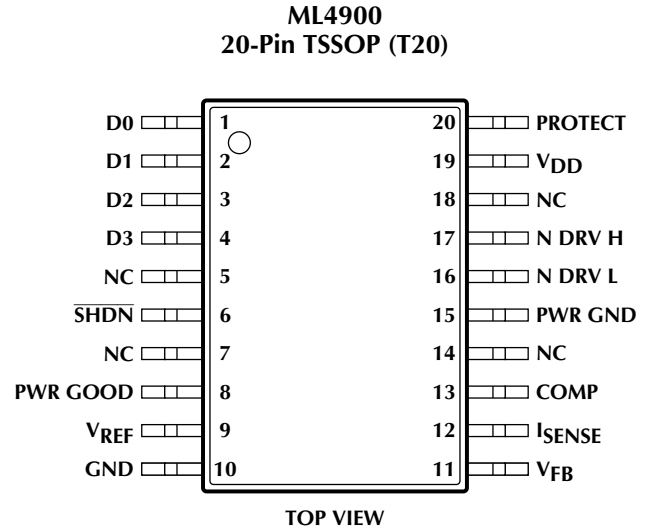 ML4900
20-Pin TSSOP (T20)
D0 1 20 PROTECT
D1 2 19 VDD
D2 3 18 NC
D3 4 17 N DRV H
NC 5 16 N DRV L
SHDN 6 15 PWR GND
NC 7 14 NC
PWR GOOD 8 13 COMP
VREF 9 12 ISENSE
GND 10 11 VFB
TOP VIEW